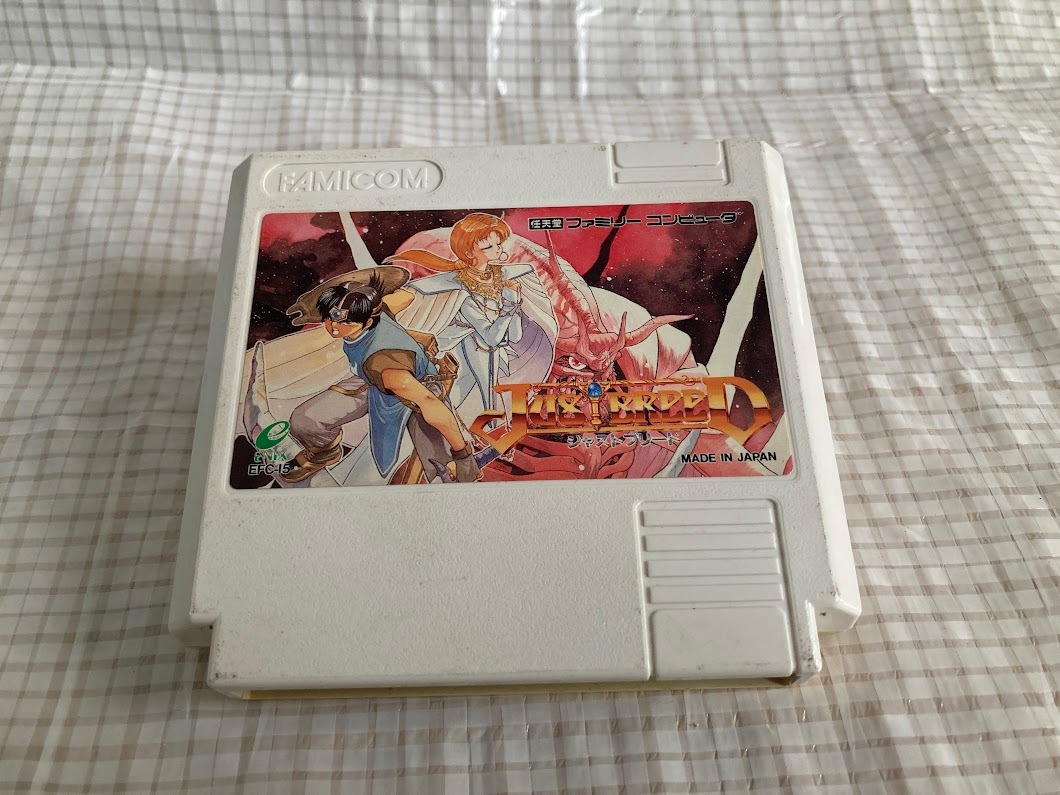 FAMICOM
任天堂 ファミリー コンピュータ
JUST BREED
ジャストブリード
enix
EFC-I5
MADE IN JAPAN